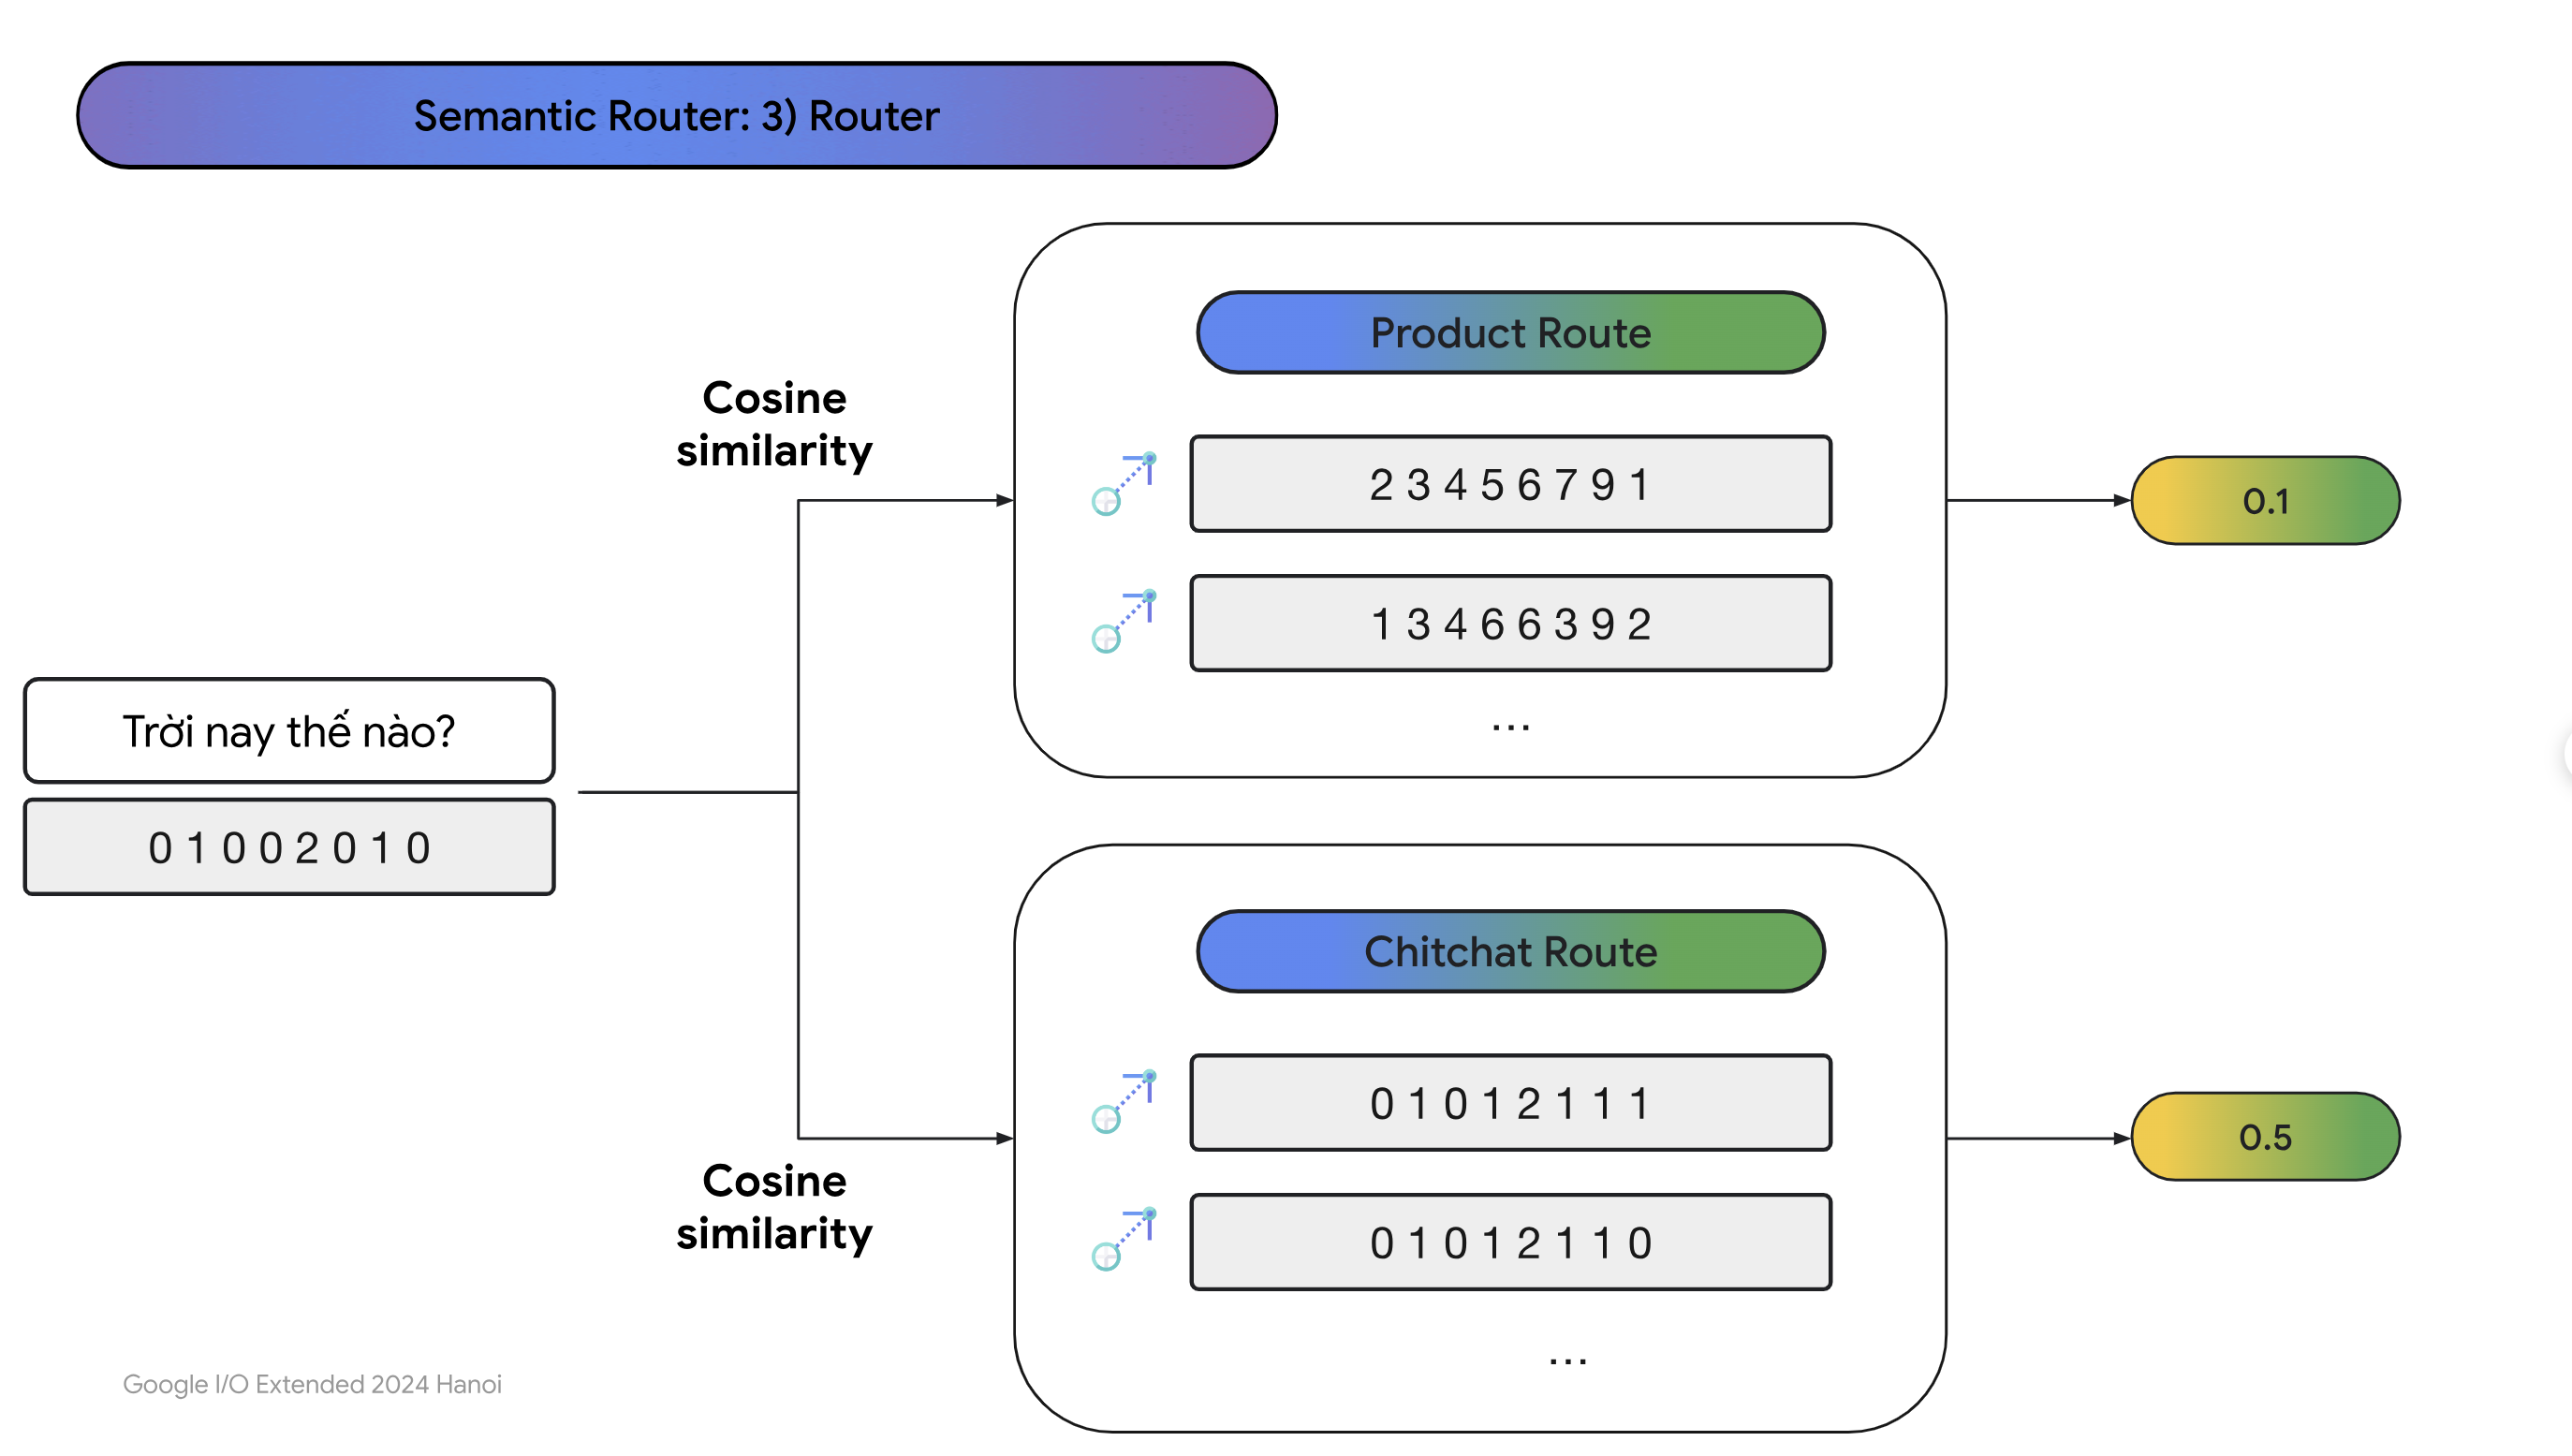 Semantic Router: 3) Router
Product Route
Cosine
similarity
2 3 4 5 6 7 9 1
1 3 4 6 6 3 9 2
...
0.1
Trời nay thế nào?
0 1 0 0 2 0 1 0
Chitchat Route
Cosine
similarity
0 1 0 1 2 1 1 1
0 1 0 1 2 1 1 0
...
0.5
Google I/O Extended 2024 Hanoi